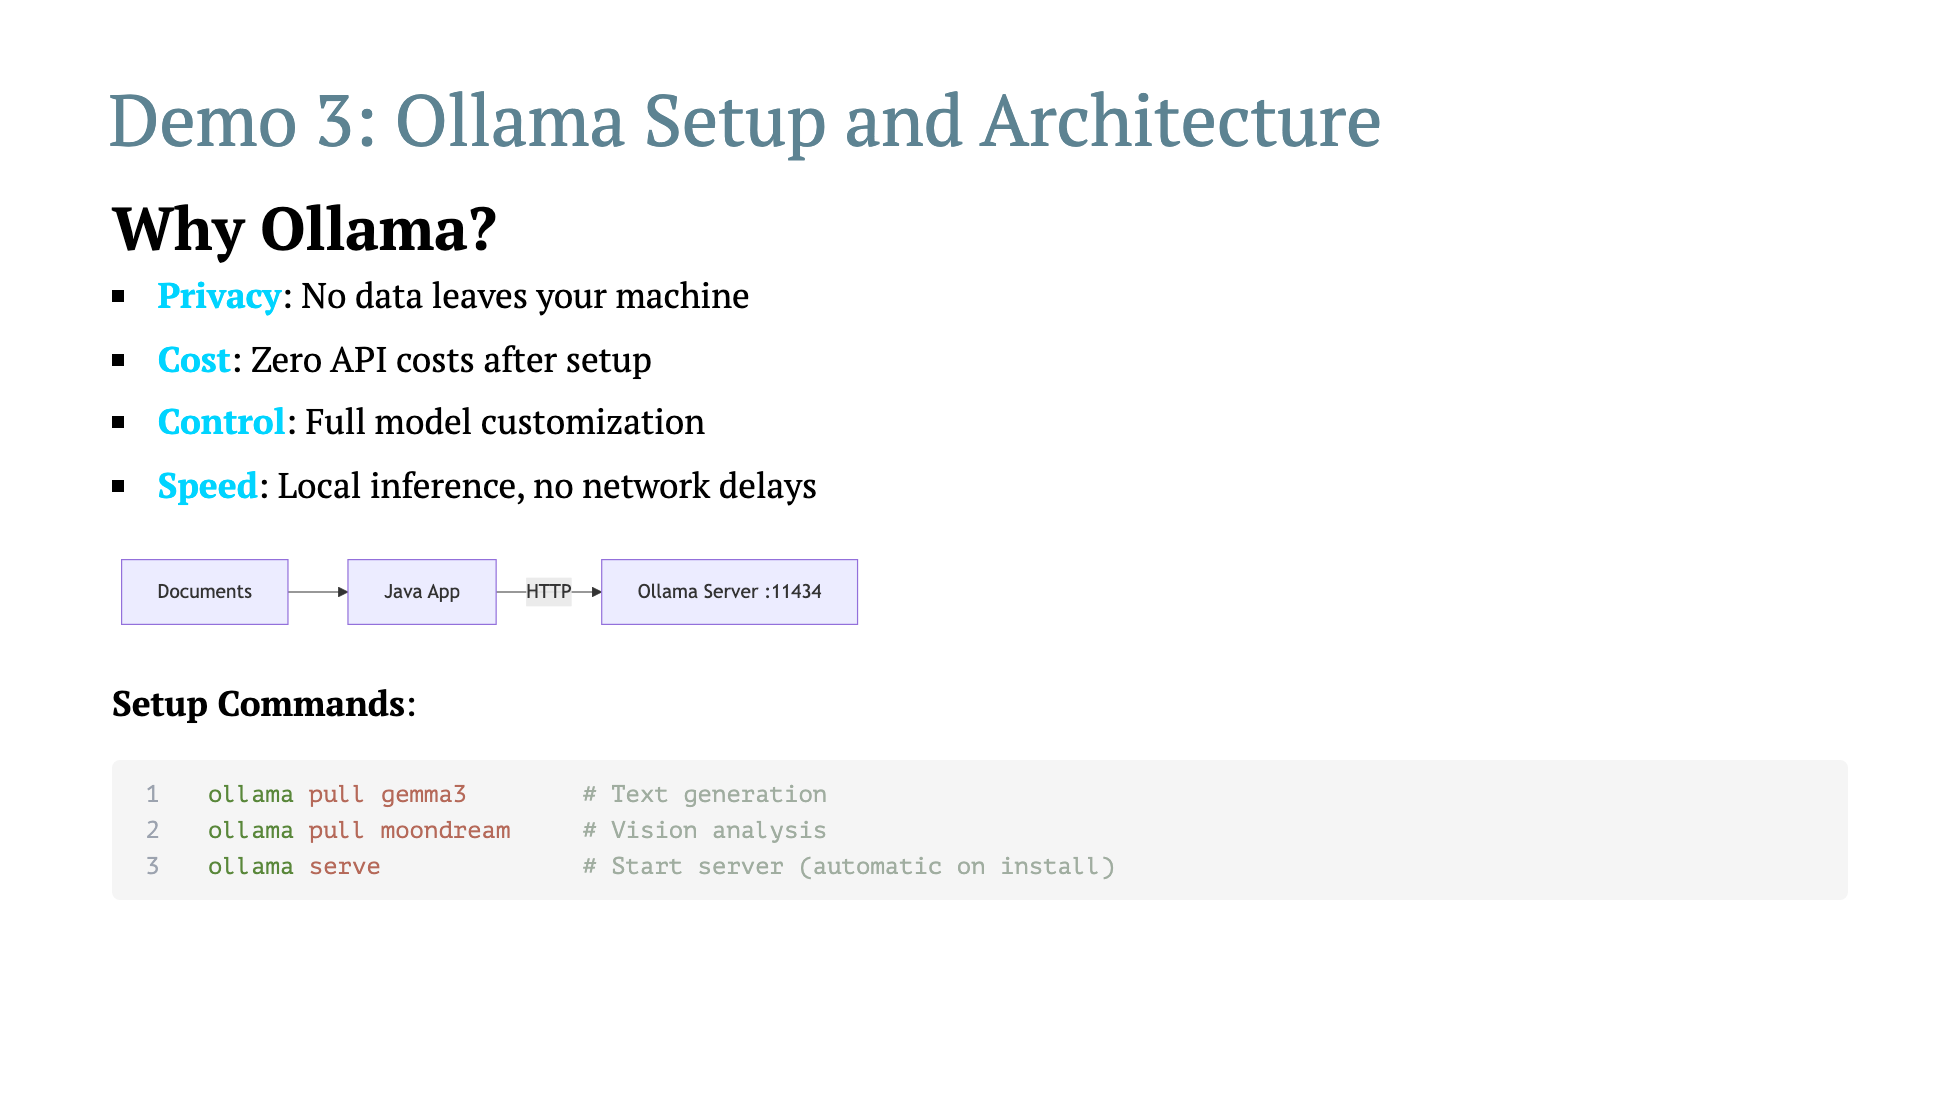 Demo 3: Ollama Setup and Architecture
Why Ollama?
▪ Privacy: No data leaves your machine
▪ Cost: Zero API costs after setup
▪ Control: Full model customization
▪ Speed: Local inference, no network delays
Documents Java App HTTP Ollama Server :11434
Setup Commands:
1 ollama pull gemma3 # Text generation
2 ollama pull moondream # Vision analysis
3 ollama serve # Start server (automatic on install)